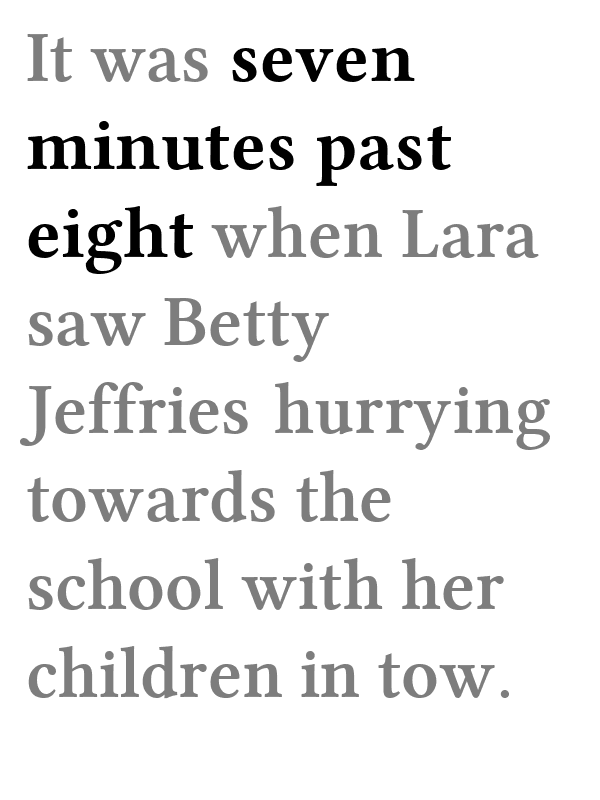 It was seven
minutes past
eight when Lara
saw Betty
Jeffries hurrying
towards the
school with her
children in tow.